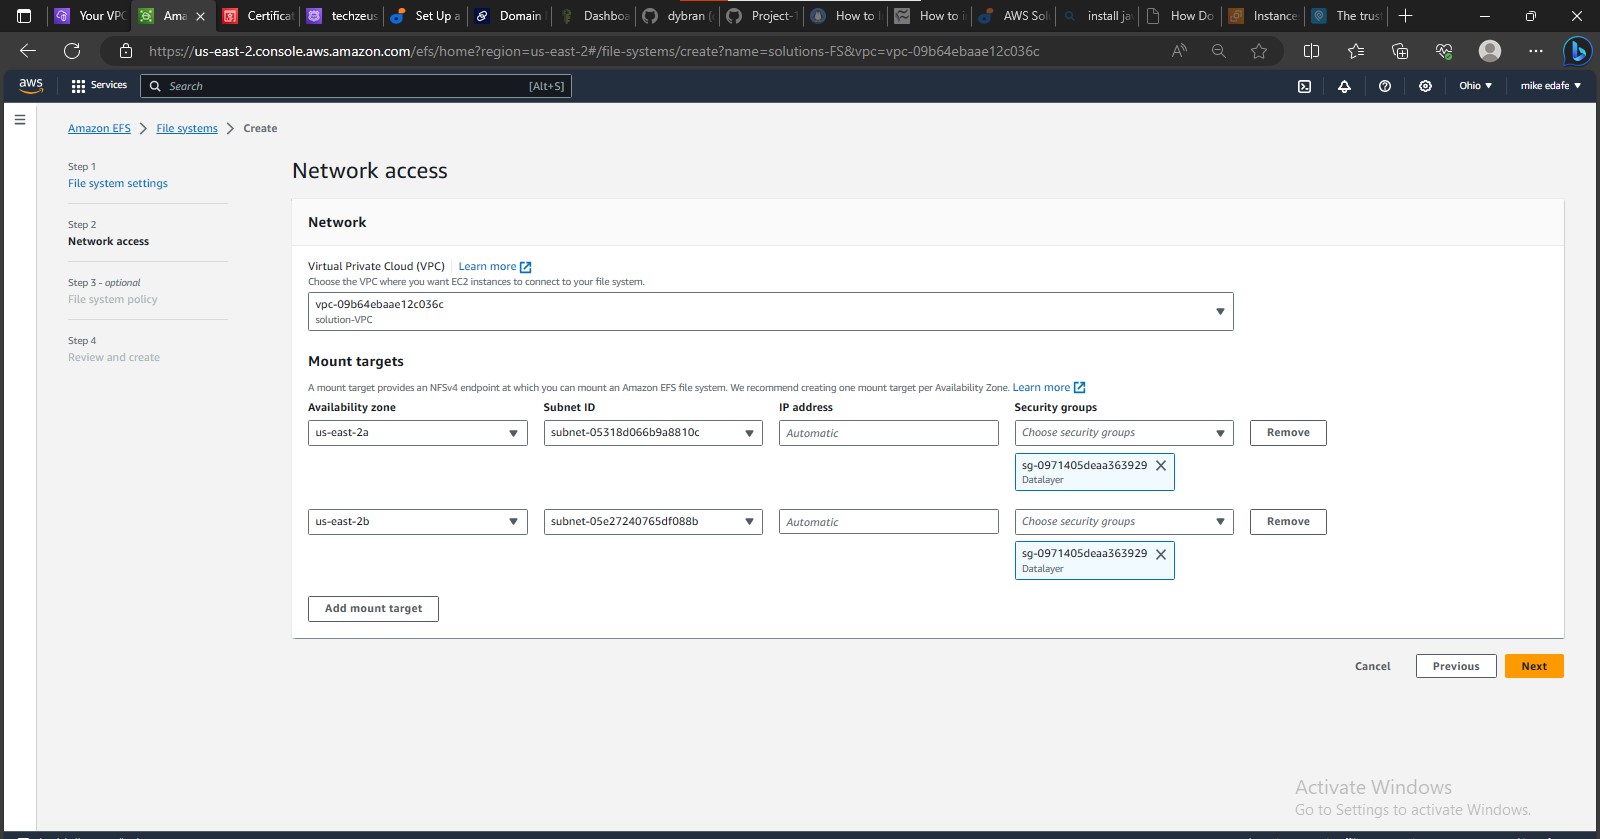 Your VPC
Ama
Certificat
techzeus
Set Up a
Domain
Dashboa
dybran
Project-1
How to
How to i
AWS Sol
install ja
How Do
Instance
The trust
https://us-east-2.console.aws.amazon.com/efs/home?region=us-east-2#/file-systems/create?name=solutions-FS&vpc=vpc-09b64ebaae12c036c
aws
Services
Search
[Alt+S]
Ohio
mike edafe
Amazon EFS
File systems
Create
Step 1
File system settings
Step 2
Network access
Step 3 - optional
File system policy
Step 4
Review and create
Network access
Network
Virtual Private Cloud (VPC)
Learn more
Choose the VPC where you want EC2 instances to connect to your file system.
vpc-09b64ebaae12c036c
solution-VPC
Mount targets
A mount target provides an NFSv4 endpoint at which you can mount an Amazon EFS file system. We recommend creating one mount target per Availability Zone. Learn more
Availability zone
Subnet ID
IP address
Security groups
us-east-2a
subnet-05318d066b9a8810c
Automatic
Choose security groups
Remove
sg-0971405deaa363929
Datalayer
us-east-2b
subnet-05e27240765df088b
Automatic
Choose security groups
Remove
sg-0971405deaa363929
Datalayer
Add mount target
Cancel
Previous
Next
Activate Windows
Go to Settings to activate Windows.